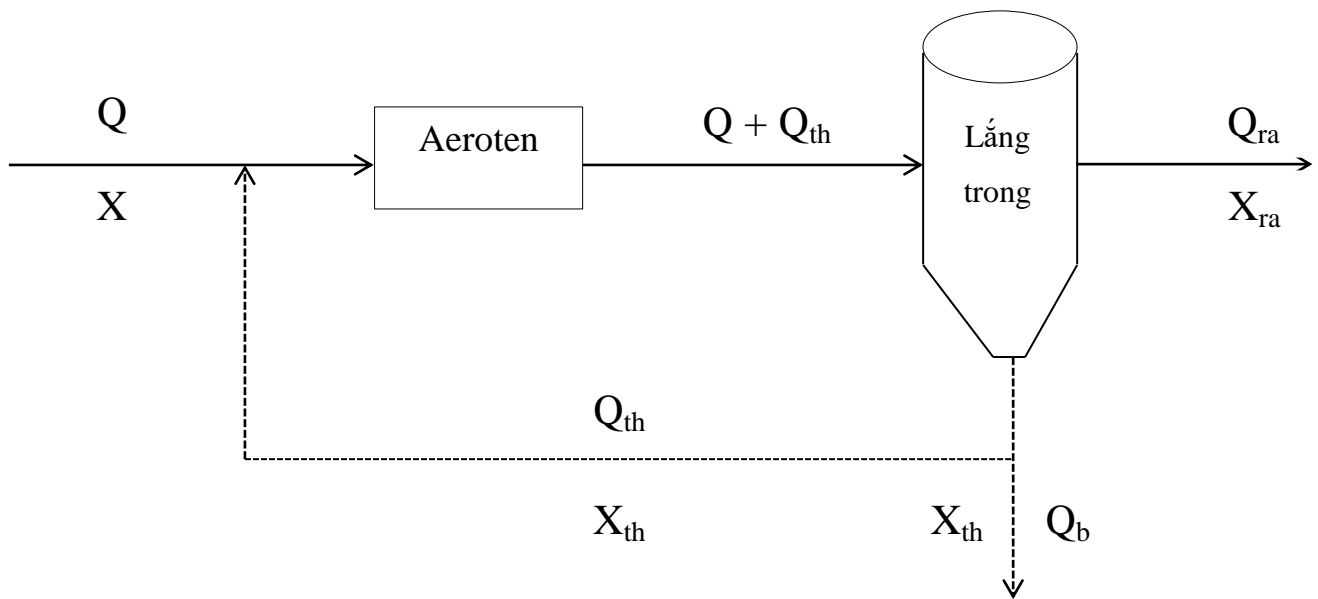 Q
X
Aeroten
Q + Qth
Lắng
trong
Qra
Xra
Qth
Xth
Xth
Qb